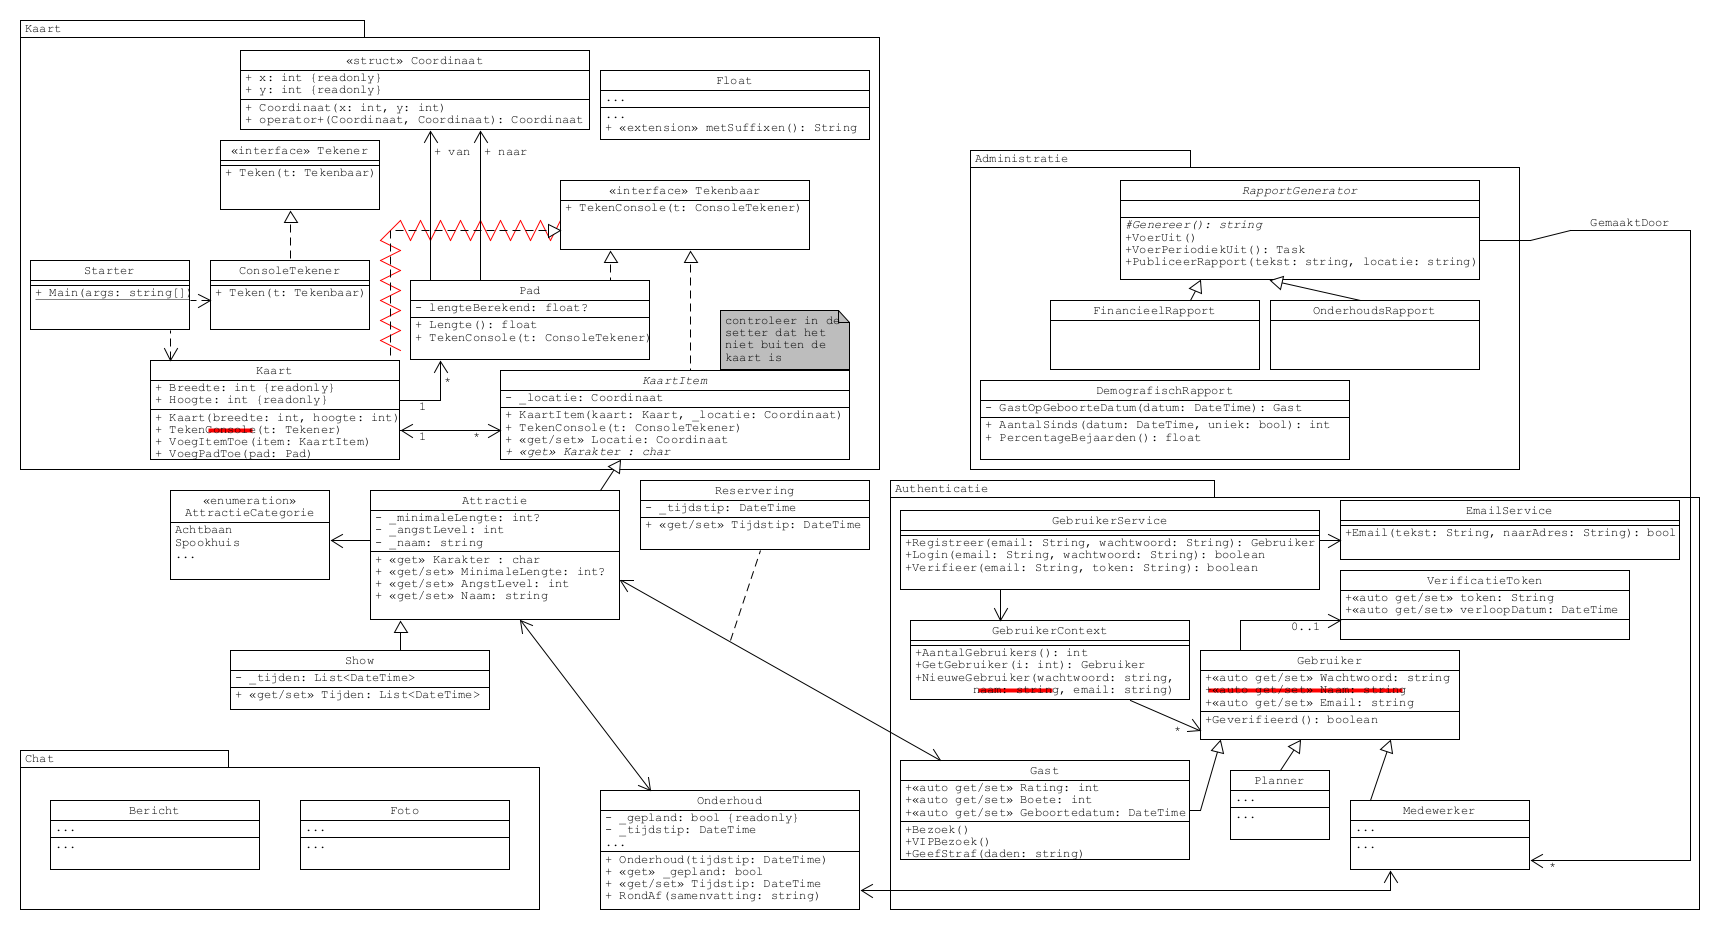 Kaart
«struct» Coordinaat
+ x: int {readonly}
+ y: int {readonly}
+ Coordinaat(x: int, y: int)
+ operator+(Coordinaat, Coordinaat): Coordinaat
Float
...
...
+ «extension» metSuffixen(): String
«interface» Tekener
+ Teken(t: Tekenbaar)
+ van
+ naar
«interface» Tekenbaar
+ TekenConsole(t: ConsoleTekener)
Starter
+ Main(args: string[])
ConsoleTekener
+ Teken(t: Tekenbaar)
Pad
- lengteBerekend: float?
+ Lengte(): float
+ TekenConsole(t: ConsoleTekener)
controleer in de
setter dat het
niet buiten de
kaart is
Kaart
+ Breedte: int {readonly}
+ Hoogte: int {readonly}
+ Kaart(breedte: int, hoogte: int)
+ TekenConsole(t: Tekener)
+ VoegItemToe(item: KaartItem)
+ VoegPadToe(pad: Pad)
*
1
1
*
KaartItem
- _locatie: Coordinaat
+ KaartItem(kaart: Kaart, _locatie: Coordinaat)
+ TekenConsole(t: ConsoleTekener)
+ «get/set» Locatie: Coordinaat
+ «get» Karakter : char
Administratie
RapportGenerator
#Genereer(): string
+VoerUit()
+VoerPeriodiekUit(): Task
+PubliceerRapport(tekst: string, locatie: string)
GemaaktDoor
FinancieelRapport
OnderhoudsRapport
DemografischRapport
- GastOpGeboorteDatum(datum: DateTime): Gast
+ AantalSinds(datum: DateTime, uniek: bool): int
+ PercentageBejaarden(): float
«enumeration»
AttractieCategorie
Achtbaan
Spookhuis
...
Attractie
- _minimaleLengte: int?
- _angstLevel: int
- _naam: string
+ «get» Karakter : char
+ «get/set» MinimaleLengte: int?
+ «get/set» AngstLevel: int
+ «get/set» Naam: string
Reservering
- _tijdstip: DateTime
+ «get/set» Tijdstip: DateTime
Show
- _tijden: List<DateTime>
+ «get/set» Tijden: List<DateTime>
Authenticatie
GebruikerService
+Registreer(email: String, wachtwoord: String): Gebruiker
+Login(email: String, wachtwoord: String): boolean
+Verifieer(email: String, token: String): boolean
EmailService
+Email(tekst: String, naarAdres: String): bool
VerificatieToken
+«auto get/set» token: String
+«auto get/set» verloopDatum: DateTime
0..1
GebruikerContext
+AantalGebruikers(): int
+GetGebruiker(i: int): Gebruiker
+NieuweGebruiker(wachtwoord: string,
naam: string, email: string)
*
Gebruiker
+«auto get/set» Wachtwoord: string
+«auto get/set» Naam: string
+«auto get/set» Email: string
+Geverifieerd(): boolean
Chat
Bericht
...
...
Foto
...
...
Onderhoud
- _gepland: bool {readonly}
- _tijdstip: DateTime
...
+ Onderhoud(tijdstip: DateTime)
+ «get» _gepland: bool
+ «get/set» Tijdstip: DateTime
+ RondAf(samenvatting: string)
Gast
+«auto get/set» Rating: int
+«auto get/set» Boete: int
+«auto get/set» Geboortedatum: DateTime
+Bezoek()
+VIPBezoek()
+GeefStraf(daden: string)
Planner
...
...
Medewerker
...
...
*